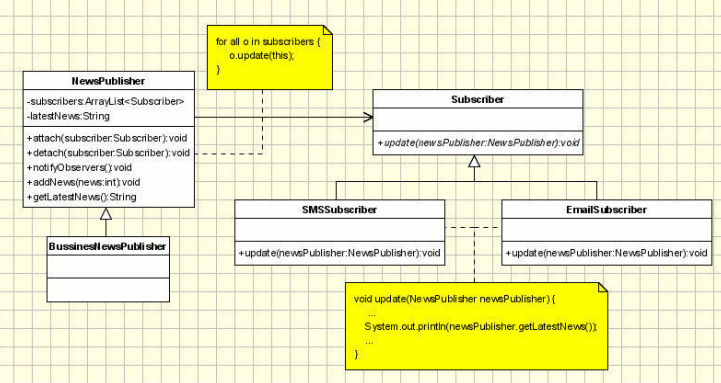 for all o in subscribers {
o.update(this);
}
NewsPublisher
-subscribers:ArrayList<Subscriber>
-latestNews:String
+attach(subscriber:Subscriber):void
+detach(subscriber:Subscriber):void
+notifyObservers():void
+addNews(news:int):void
+getLatestNews():String
Subscriber
+update(newsPublisher:NewsPublisher):void
BussinesNewsPublisher
SMSSubscriber
+update(newsPublisher:NewsPublisher):void
EmailSubscriber
+update(newsPublisher:NewsPublisher):void
void update(NewsPublisher newsPublisher) {
...
System.out.println(newsPublisher.getLatestNews());
...
}